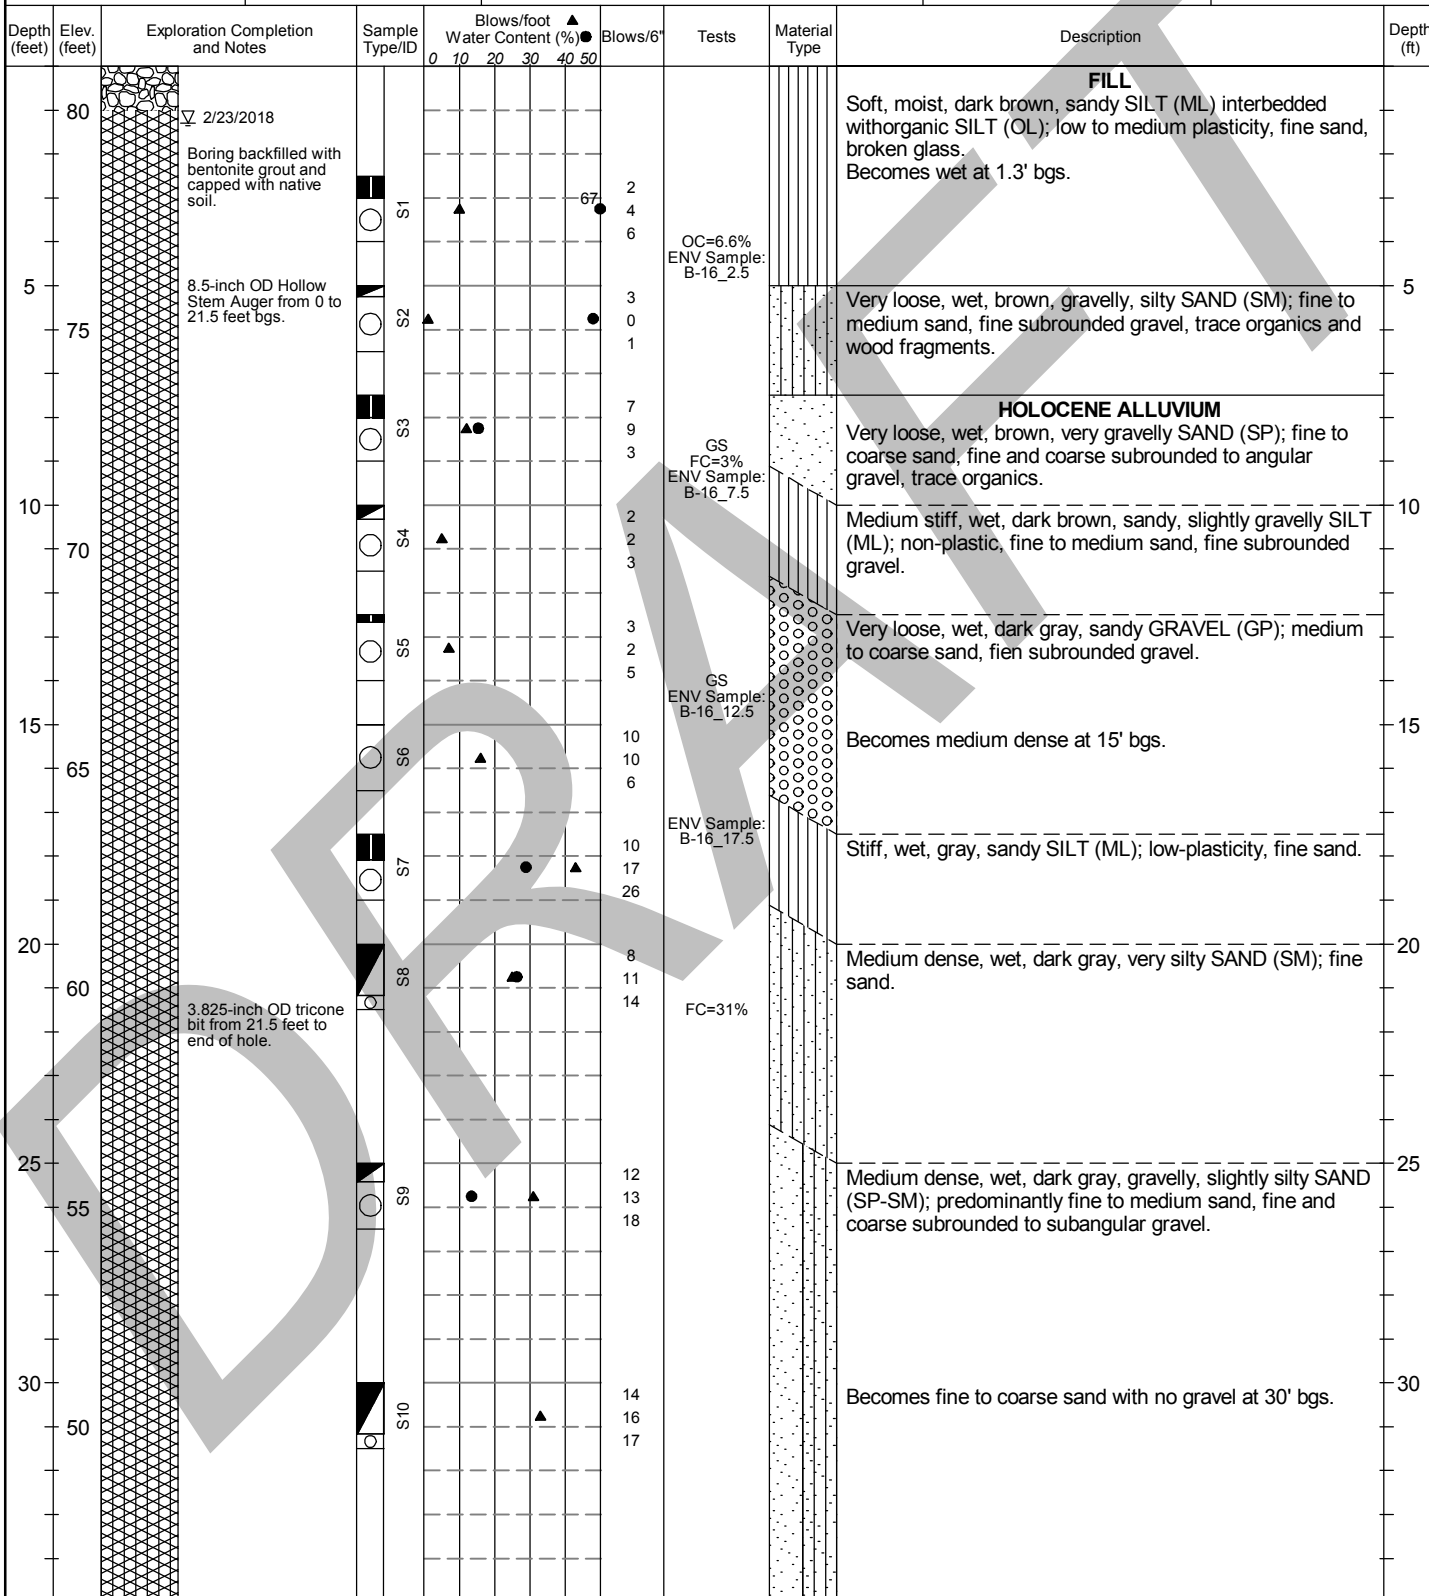 Depth
(feet)
Elev.
(feet)
Exploration Completion
and Notes
Sample
Type/ID
Blows/foot ▲
Water Content (%) ●
0 10 20 30 40 50
Blows/6"
Tests
Material
Type
Description
Depth
(ft)
80
5
75
10
70
15
65
20
60
25
55
30
50
2/23/2018
Boring backfilled with
bentonite grout and
capped with native
soil.
8.5-inch OD Hollow
Stem Auger from 0 to
21.5 feet bgs.
3.825-inch OD tricone
bit from 21.5 feet to
end of hole.
S1
S2
S3
S4
S5
S6
S7
S8
S9
S10
67
2
4
6
3
0
1
7
9
3
2
2
3
3
2
5
10
10
6
10
17
26
8
11
14
12
13
18
14
16
17
OC=6.6%
ENV Sample:
B-16_2.5
GS
FC=3%
ENV Sample:
B-16_7.5
GS
ENV Sample:
B-16_12.5
ENV Sample:
B-16_17.5
FC=31%
FILL
Soft, moist, dark brown, sandy SILT (ML) interbedded
withorganic SILT (OL); low to medium plasticity, fine sand,
broken glass.
Becomes wet at 1.3' bgs.
Very loose, wet, brown, gravelly, silty SAND (SM); fine to
medium sand, fine subrounded gravel, trace organics and
wood fragments.
HOLOCENE ALLUVIUM
Very loose, wet, brown, very gravelly SAND (SP); fine to
coarse sand, fine and coarse subrounded to angular
gravel, trace organics.
Medium stiff, wet, dark brown, sandy, slightly gravelly SILT
(ML); non-plastic, fine to medium sand, fine subrounded
gravel.
Very loose, wet, dark gray, sandy GRAVEL (GP); medium
to coarse sand, fien subrounded gravel.
Becomes medium dense at 15' bgs.
Stiff, wet, gray, sandy SILT (ML); low-plasticity, fine sand.
Medium dense, wet, dark gray, very silty SAND (SM); fine
sand.
Medium dense, wet, dark gray, gravelly, slightly silty SAND
(SP-SM); predominantly fine to medium sand, fine and
coarse subrounded to subangular gravel.
Becomes fine to coarse sand with no gravel at 30' bgs.
5
10
15
20
25
30
DRAFT